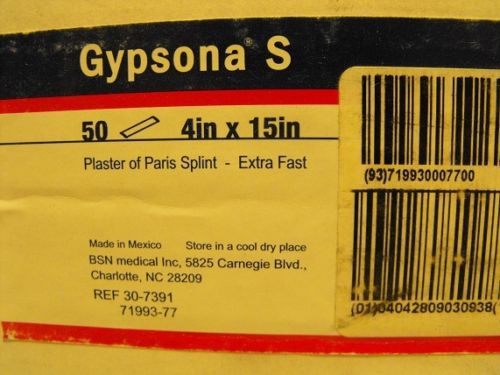 Gypsona® S
50 4in x 15in
Plaster of Paris Splint - Extra Fast
(93)719930007700
Made in Mexico Store in a cool dry place
BSN medical Inc, 5825 Carnegie Blvd.,
Charlotte, NC 28209
REF 30-7391
71993-77
(01)04042809030938(